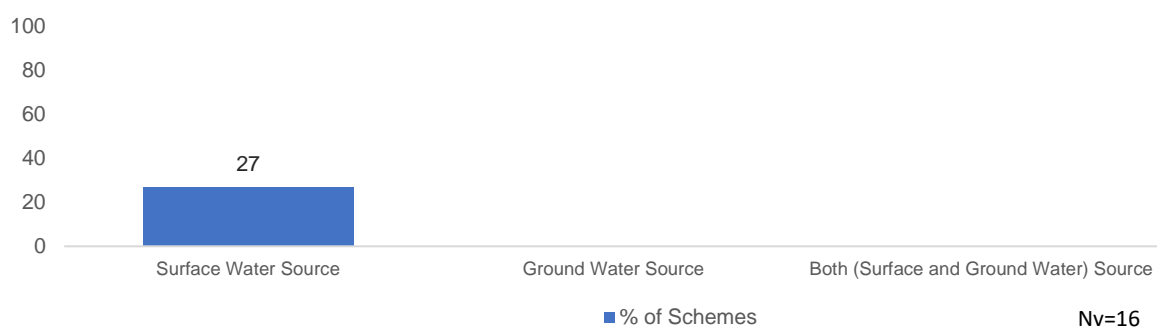 100
80
60
40
20
0
27
Surface Water Source
Ground Water Source
Both (Surface and Ground Water) Source
% of Schemes
Nv=16